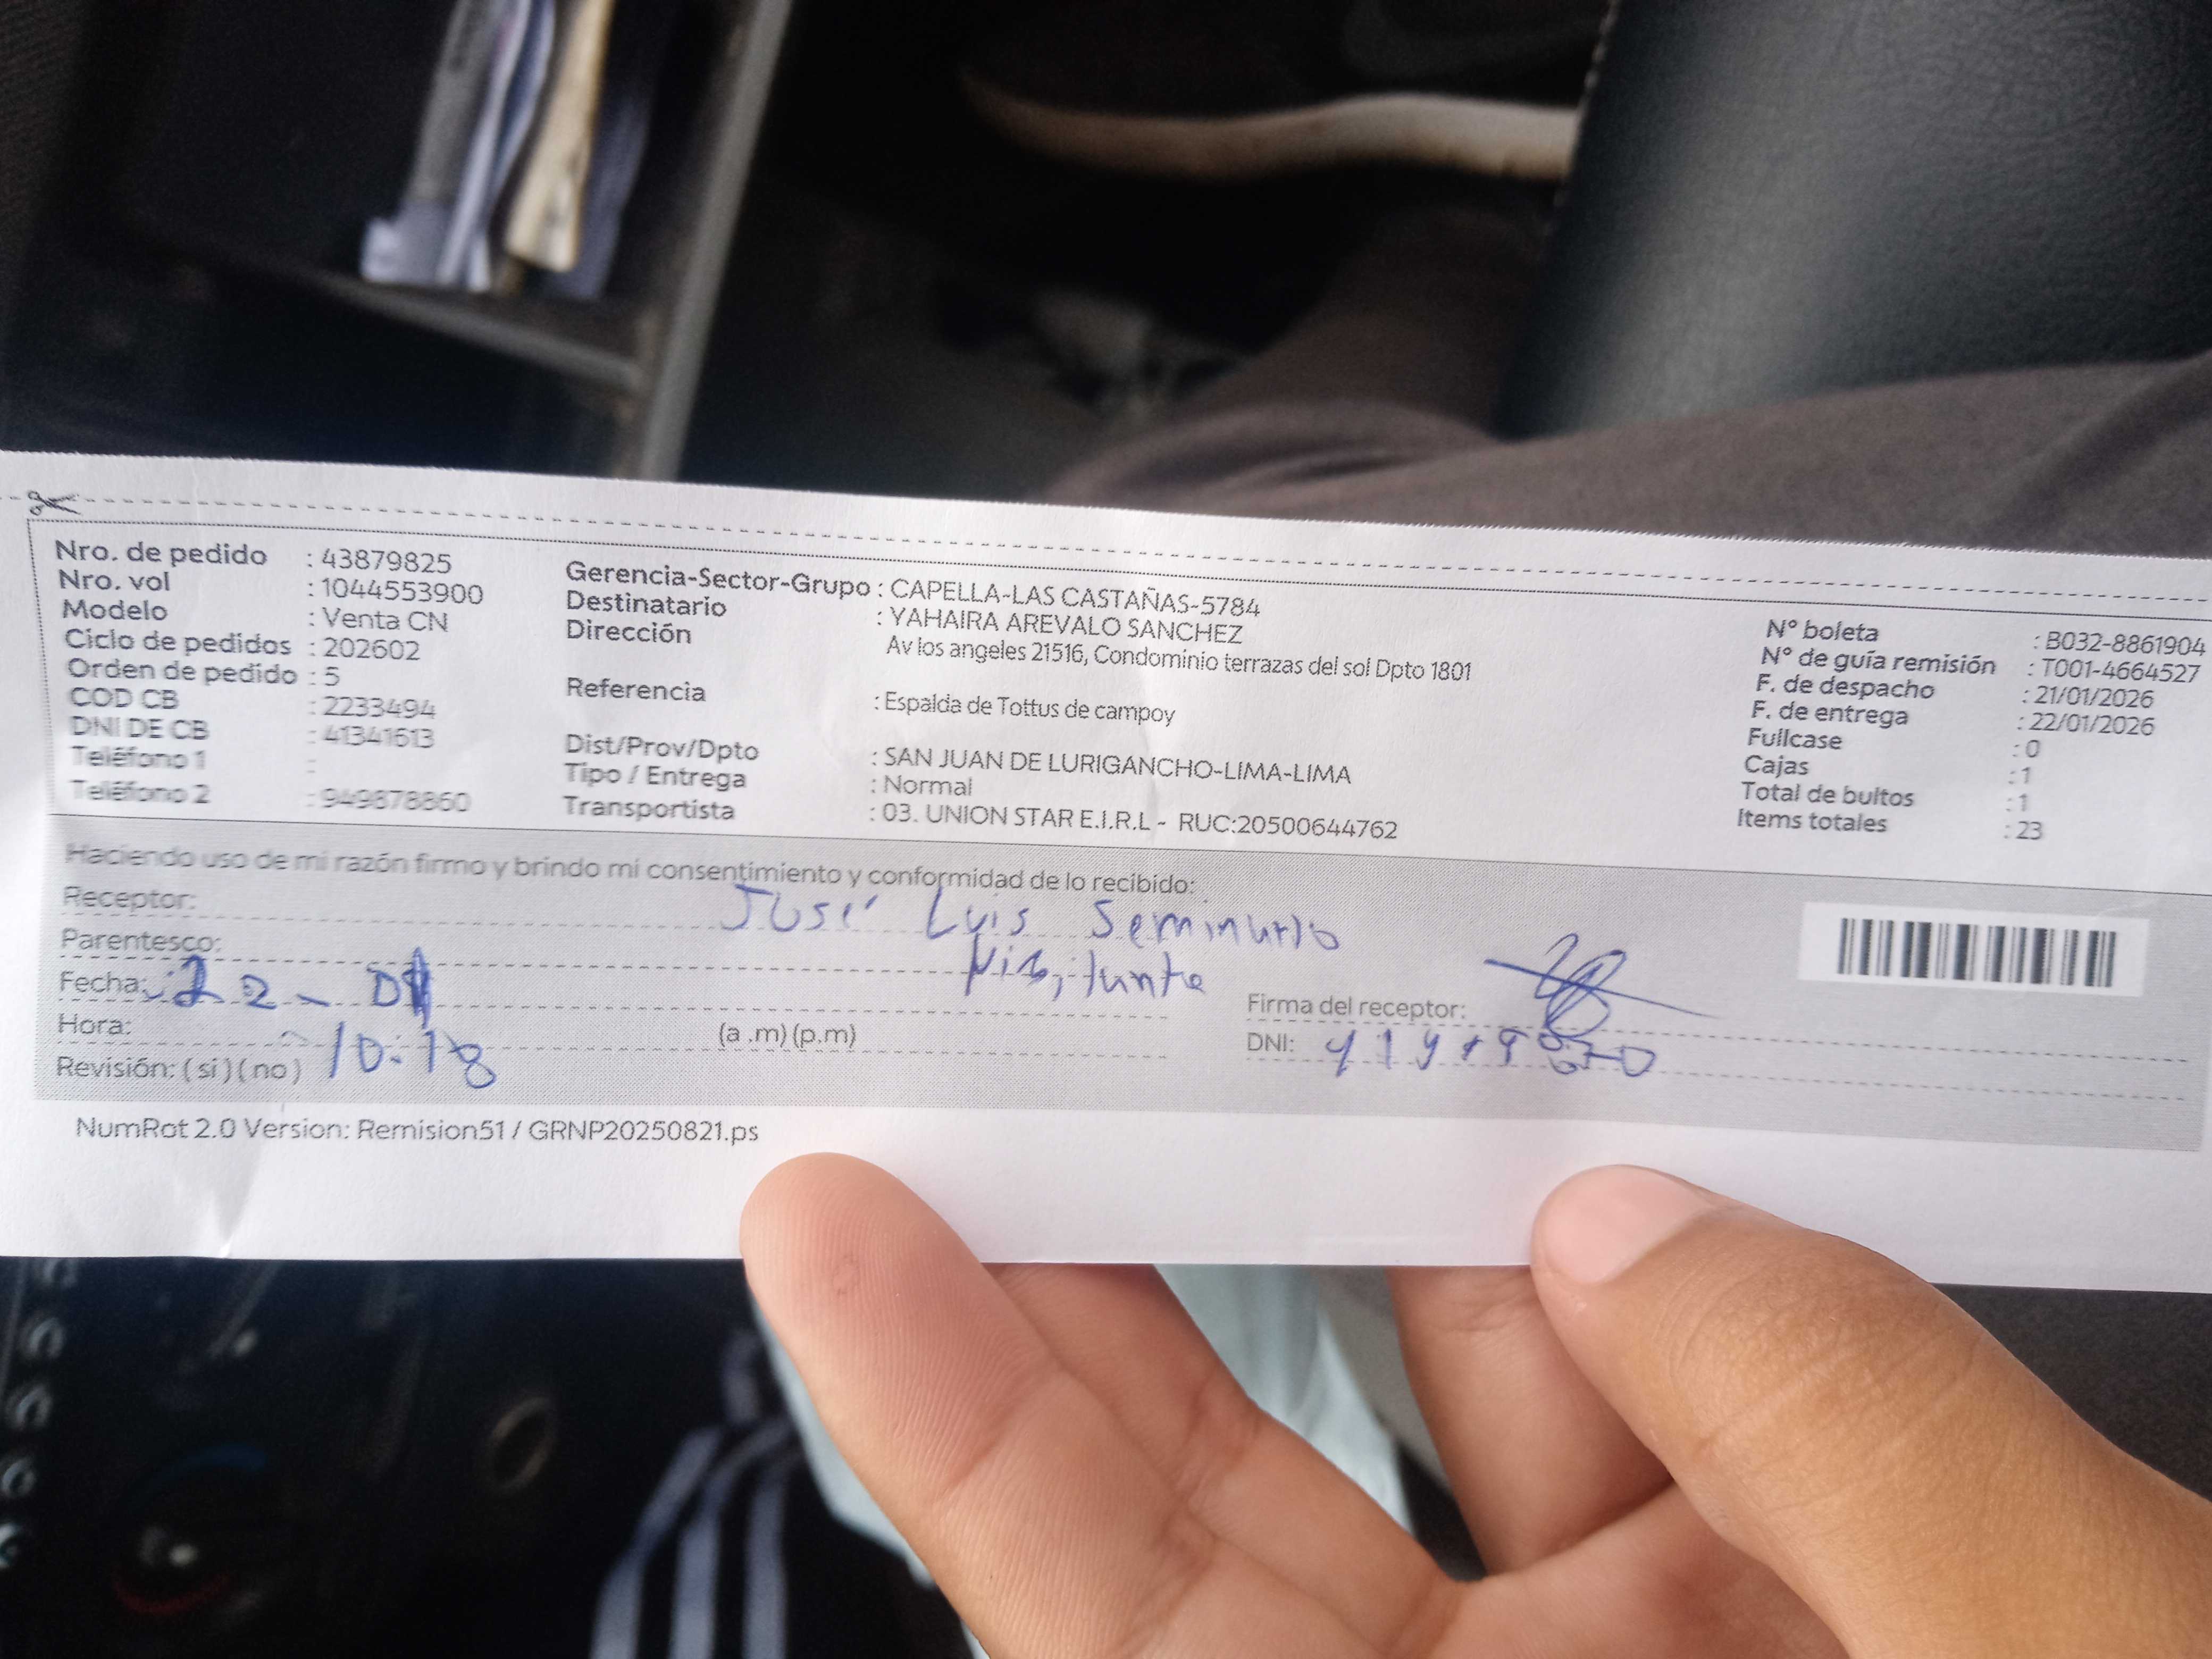 Nro. de pedido : 43879825
Nro. vol : 1044553900
Modelo : Venta CN
Ciclo de pedidos : 202602
Orden de pedido : 5
COD CB : 2233494
DNI DE CB : 41341613
Teléfono 1 :
Teléfono 2 : 949878860
Gerencia-Sector-Grupo : CAPELLA-LAS CASTAÑAS-5784
Destinatario : YAHAIRA AREVALO SANCHEZ
Dirección Av los angeles 21516, Condominio terrazas del sol Dpto 1801
Referencia : Espalda de Tottus de campoy
Dist/Prov/Dpto : SAN JUAN DE LURIGANCHO-LIMA-LIMA
Tipo / Entrega : Normal
Transportista : 03. UNION STAR E.I.R.L - RUC:20500644762
N° boleta : B032-8861904
N° de guía remisión : T001-4664527
F. de despacho : 21/01/2026
F. de entrega : 22/01/2026
Fullcase : 0
Cajas : 1
Total de bultos : 1
Items totales : 23
Haciendo uso de mi razón firmo y brindo mi consentimiento y conformidad de lo recibido:
Receptor: José Luis
Parentesco:
Fecha: 22-01
Hora: 10:18 (a .m) (p.m)
Revisión: ( si ) ( no )
Firma del receptor:
DNI:
NumRot 2.0 Version: Remision51 / GRNP20250821.ps